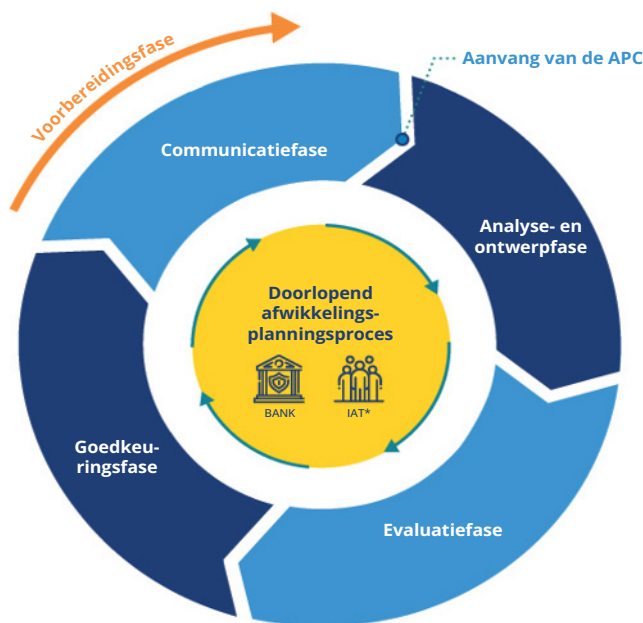 Voorbereidingsfase
Aanvang van de APC
Communicatiefase
Analyse- en
ontwerpfase
Doorlopend
afwikkelings-
planningsproces
BANK
IAT*
Goedkeu-
ringsfase
Evaluatiefase